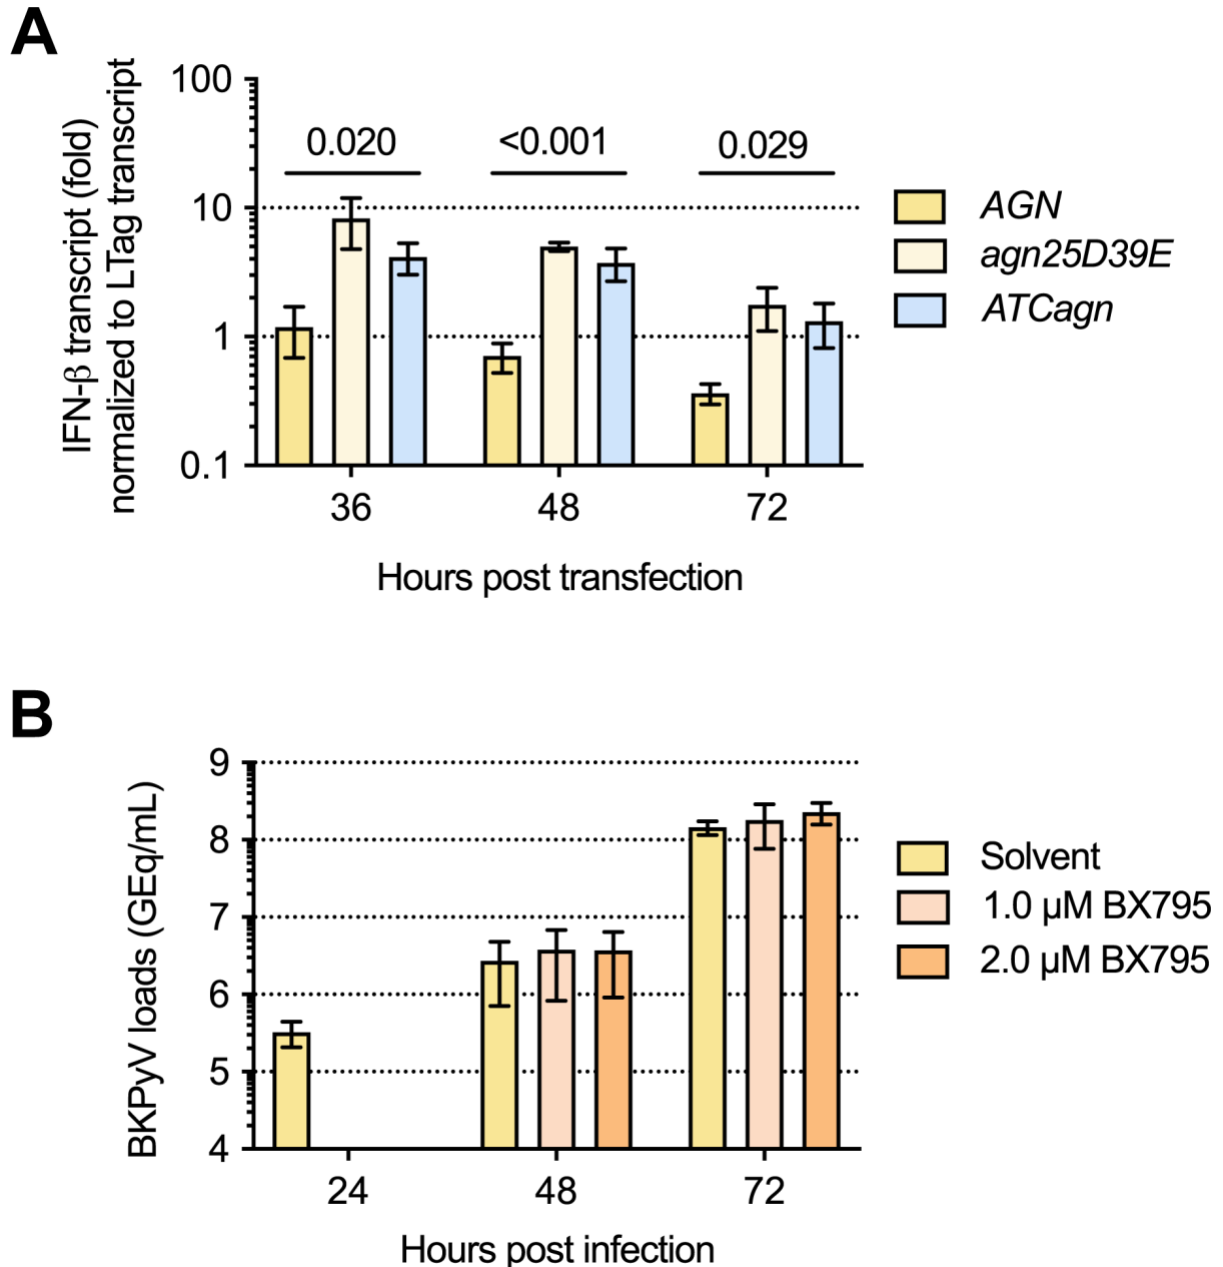 A
IFN-β transcript (fold)
normalized to LTag transcript
100
10
1
0.1
0.020
<0.001
0.029
36
48
72
Hours post transfection
AGN
agn25D39E
ATCagn
B
BKPyV loads (GEq/mL)
9
8
7
6
5
4
24
48
72
Hours post infection
Solvent
1.0 µM BX795
2.0 µM BX795